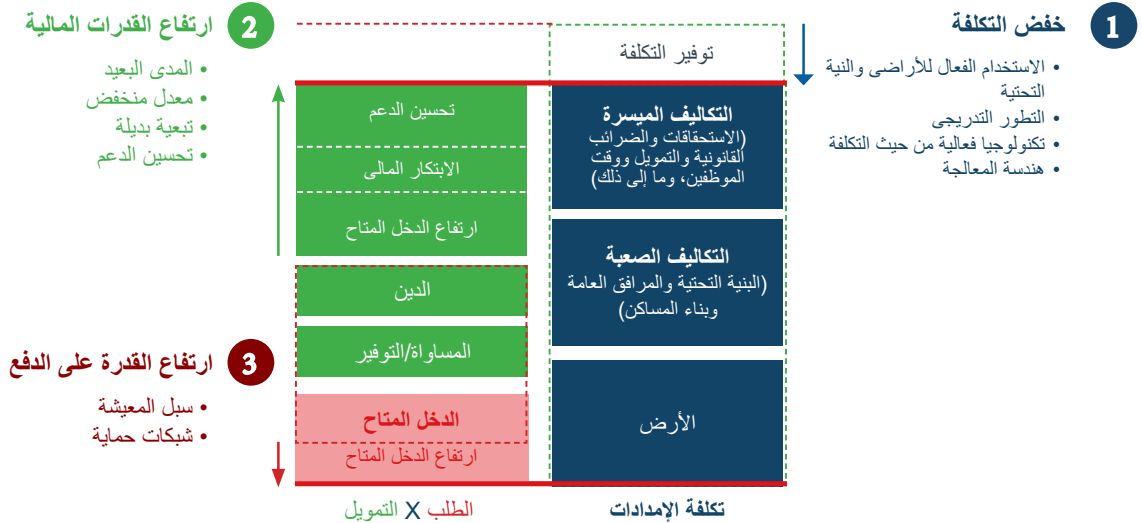 1
خفض التكلفة
• الاستخدام الفعال للأراضى والنية
التحتية
• التطور التدريجى
• تكنولوجيا فعالية من حيث التكلفة
• هندسة المعالجة
توفير التكلفة
التكاليف الميسرة
(الاستحقاقات والضرائب
القانونية والتمويل ووقت
الموظفين، وما إلى ذلك)
التكاليف الصعبة
(البنية التحتية والمرافق العامة
وبناء المساكن)
الأرض
تكلفة الإمدادات
تحسين الدعم
الابتكار المالى
ارتفاع الدخل المتاح
الدين
المساواة/التوفير
الدخل المتاح
ارتفاع الدخل المتاح
الطلب X التمويل
2
ارتفاع القدرات المالية
• المدى البعيد
• معدل منخفض
• تبعية بديلة
• تحسين الدعم
3
ارتفاع القدرة على الدفع
• سبل المعيشة
• شبكات حماية